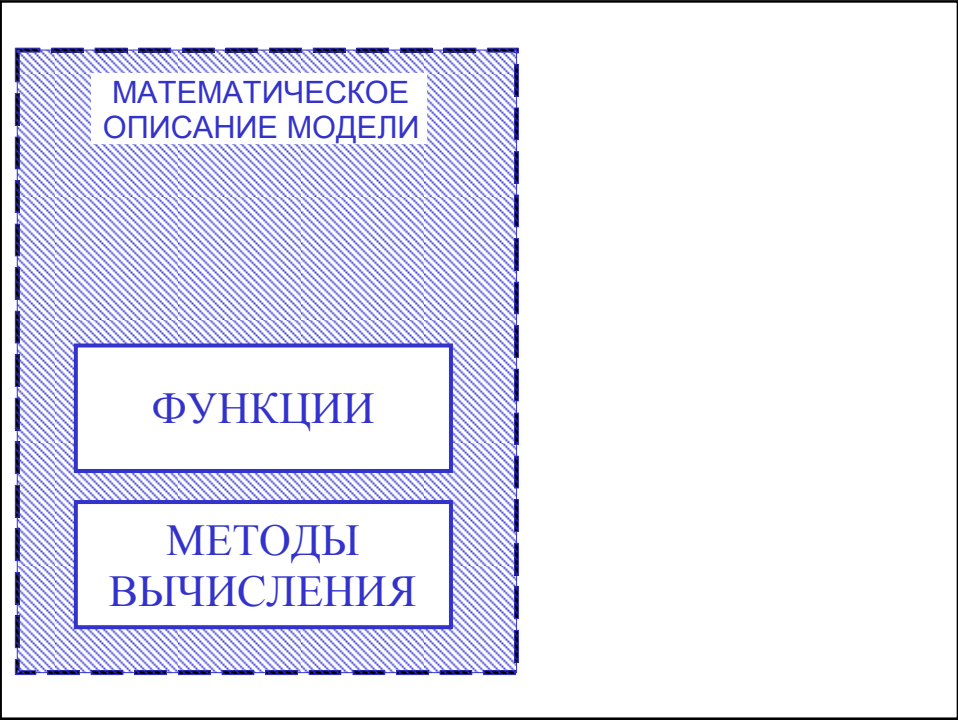 МАТЕМАТИЧЕСКОЕ
ОПИСАНИЕ МОДЕЛИ
ФУНКЦИИ
МЕТОДЫ
ВЫЧИСЛЕНИЯ